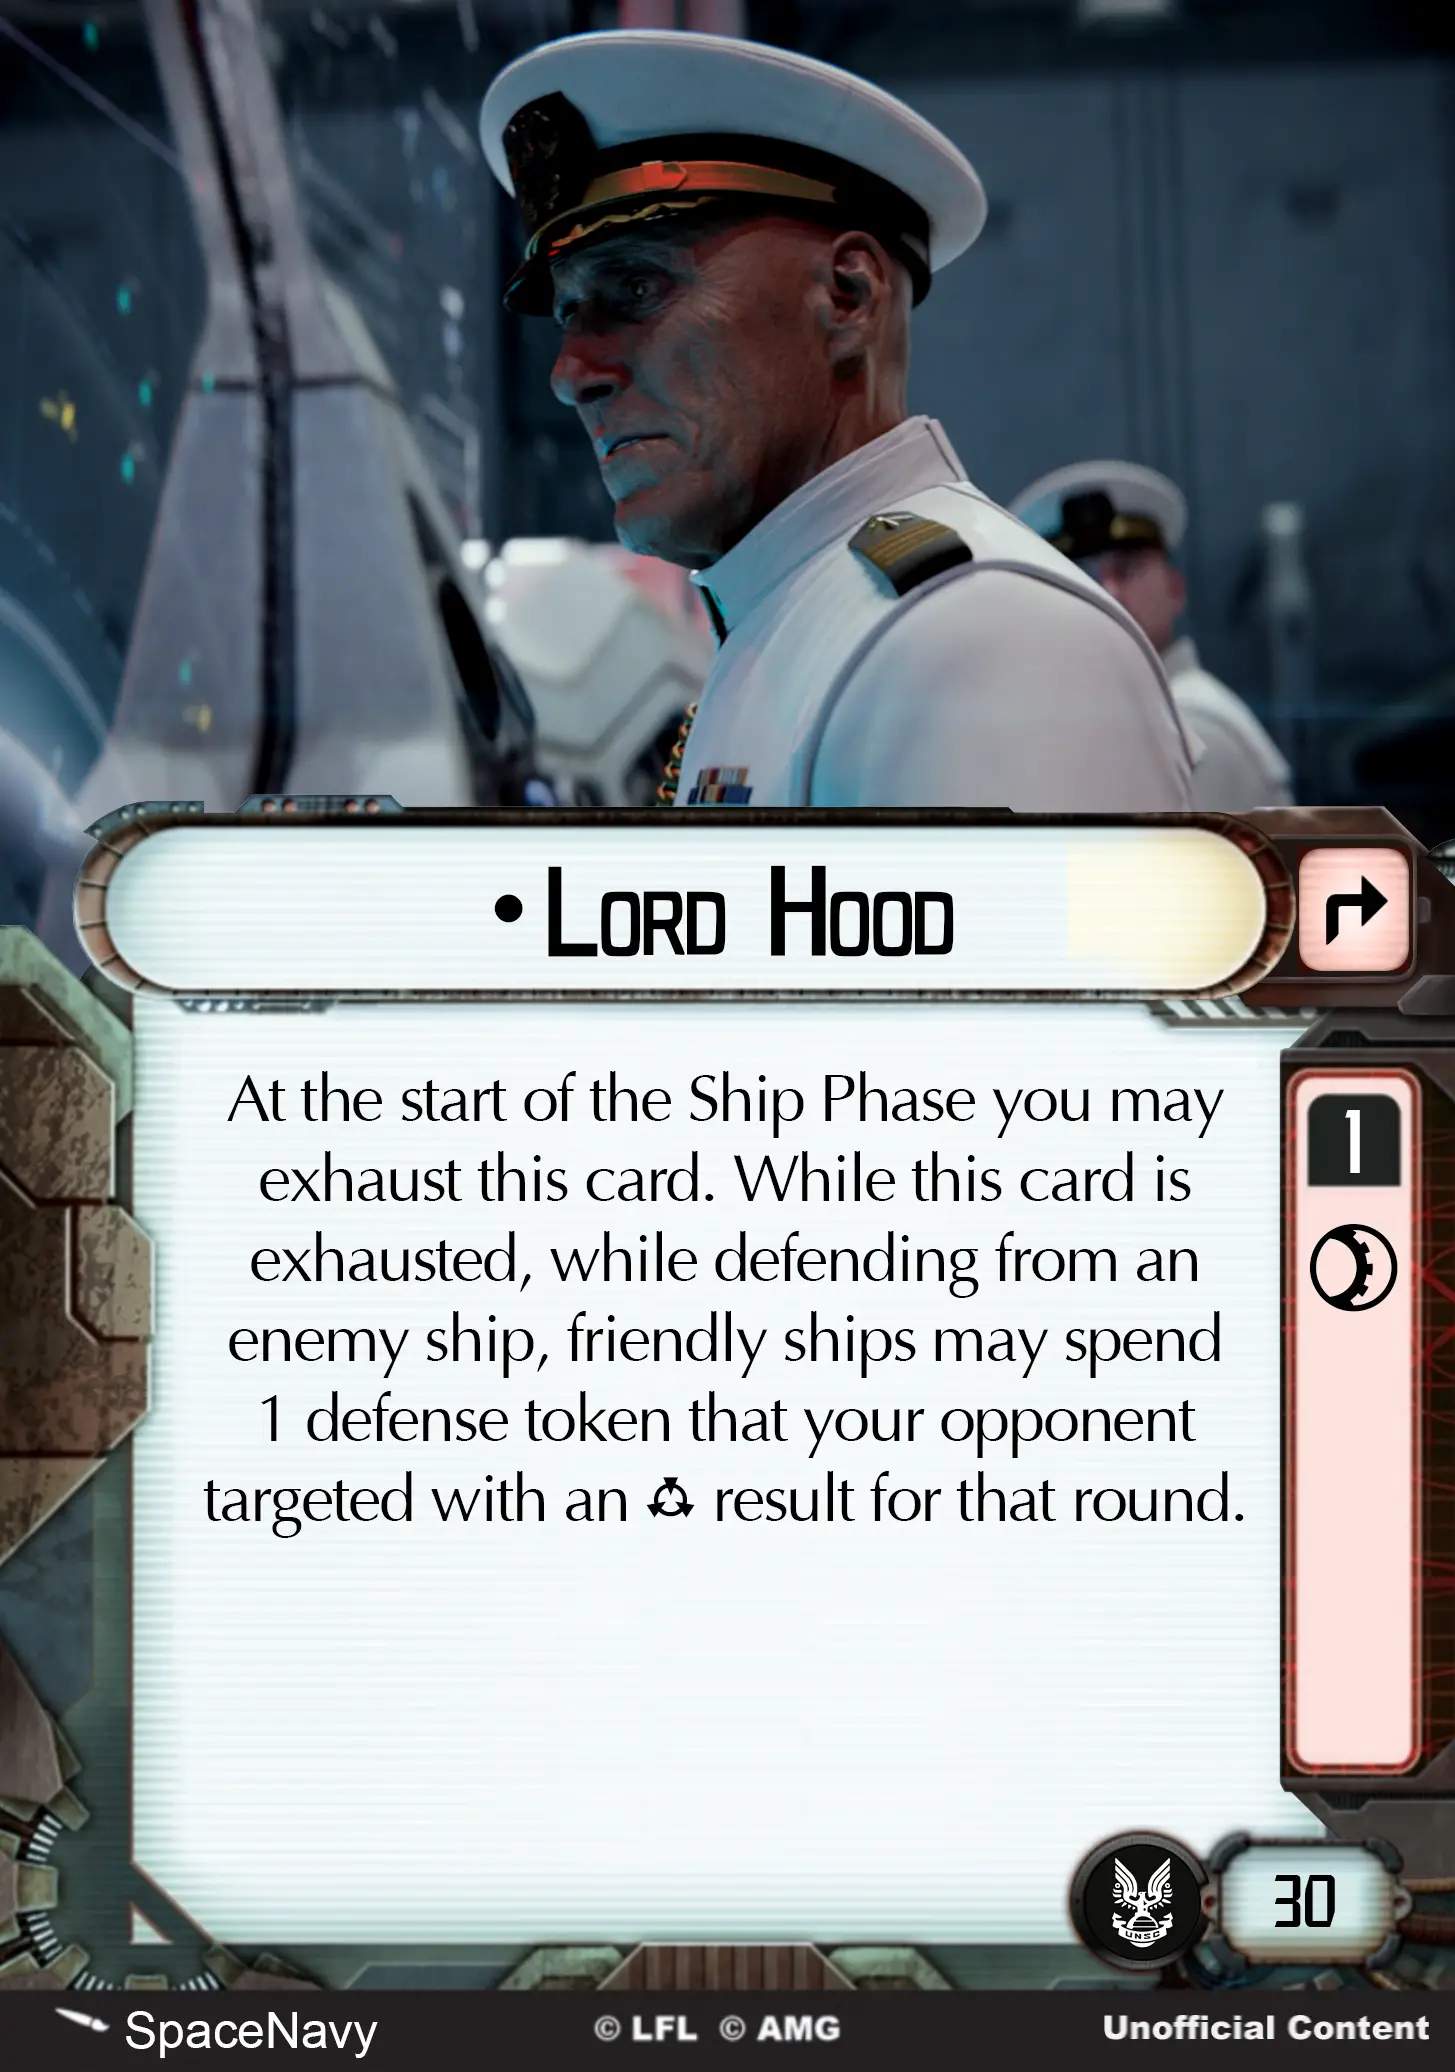 • Lord Hood
At the start of the Ship Phase you may
exhaust this card. While this card is
exhausted, while defending from an
enemy ship, friendly ships may spend
1 defense token that your opponent
targeted with an result for that round.
1
UNSC
30
SpaceNavy
© LFL © AMG
Unofficial Content